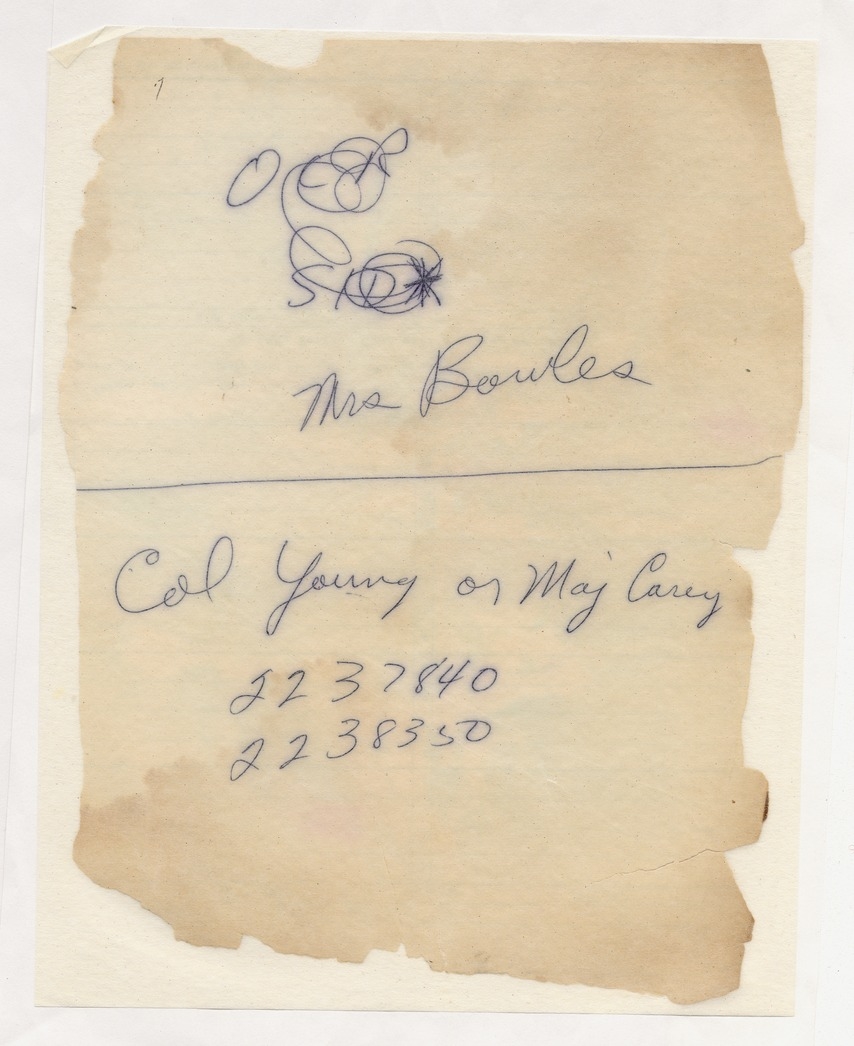 Mrs Bowles
Col Young or Maj Carey
2237840
2238350